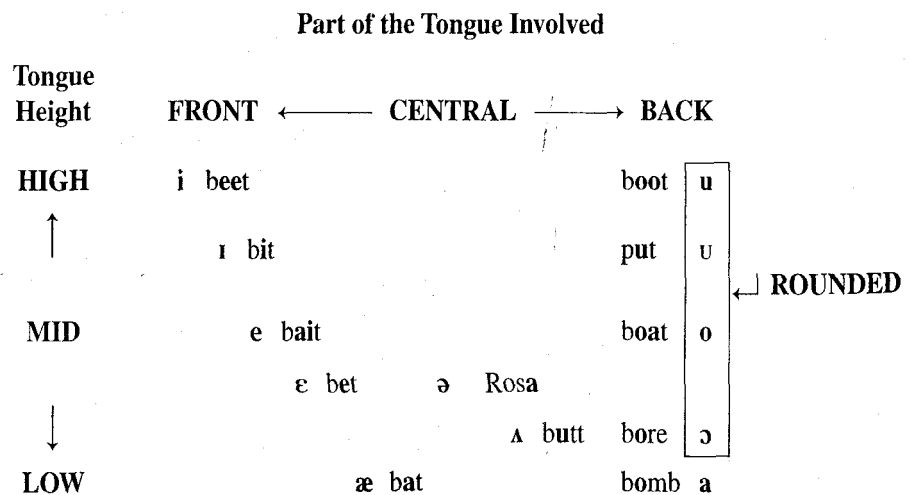 Part of the Tongue Involved
Tongue
Height FRONT ←—— CENTRAL ——→ BACK
HIGH i beet boot u
ɪ bit put ʊ
ROUNDED
MID e bait boat o
ɛ bet ə Rosa
ʌ butt bore ɔ
LOW æ bat bomb a